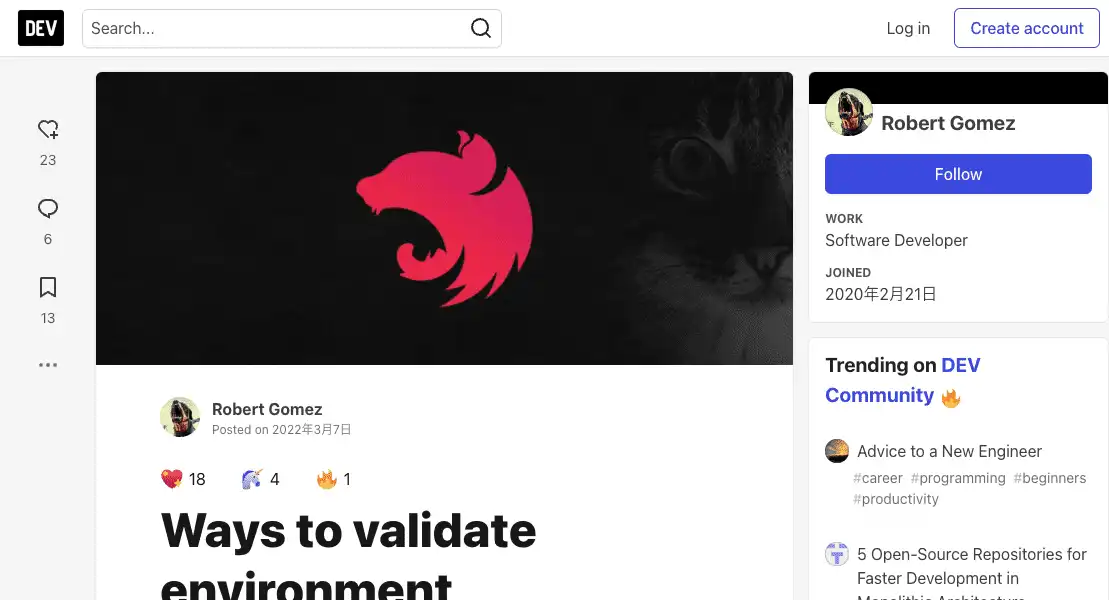 DEV
Search...
Log in
Create account
23
6
13
Robert Gomez
Posted on 2022年3月7日
18
4
1
Ways to validate
environment
Robert Gomez
Follow
WORK
Software Developer
JOINED
2020年2月21日
Trending on DEV
Community
Advice to a New Engineer
#career #programming #beginners
#productivity
5 Open-Source Repositories for
Faster Development in
Monolithic Architecture